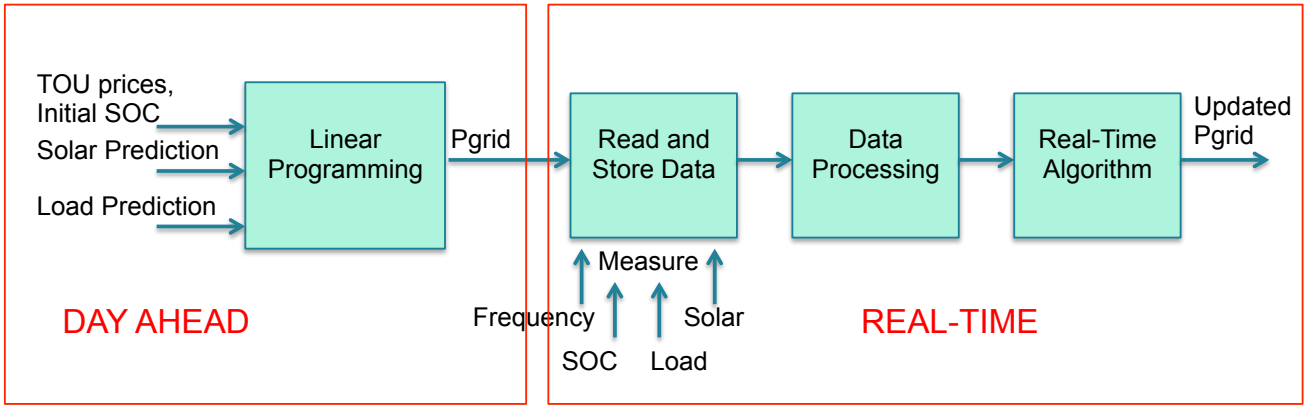 TOU prices,
Initial SOC
Solar Prediction
Load Prediction
Linear
Programming
Pgrid
DAY AHEAD
Read and
Store Data
Data
Processing
Real-Time
Algorithm
Updated
Pgrid
Measure
Frequency
Solar
SOC
Load
REAL-TIME